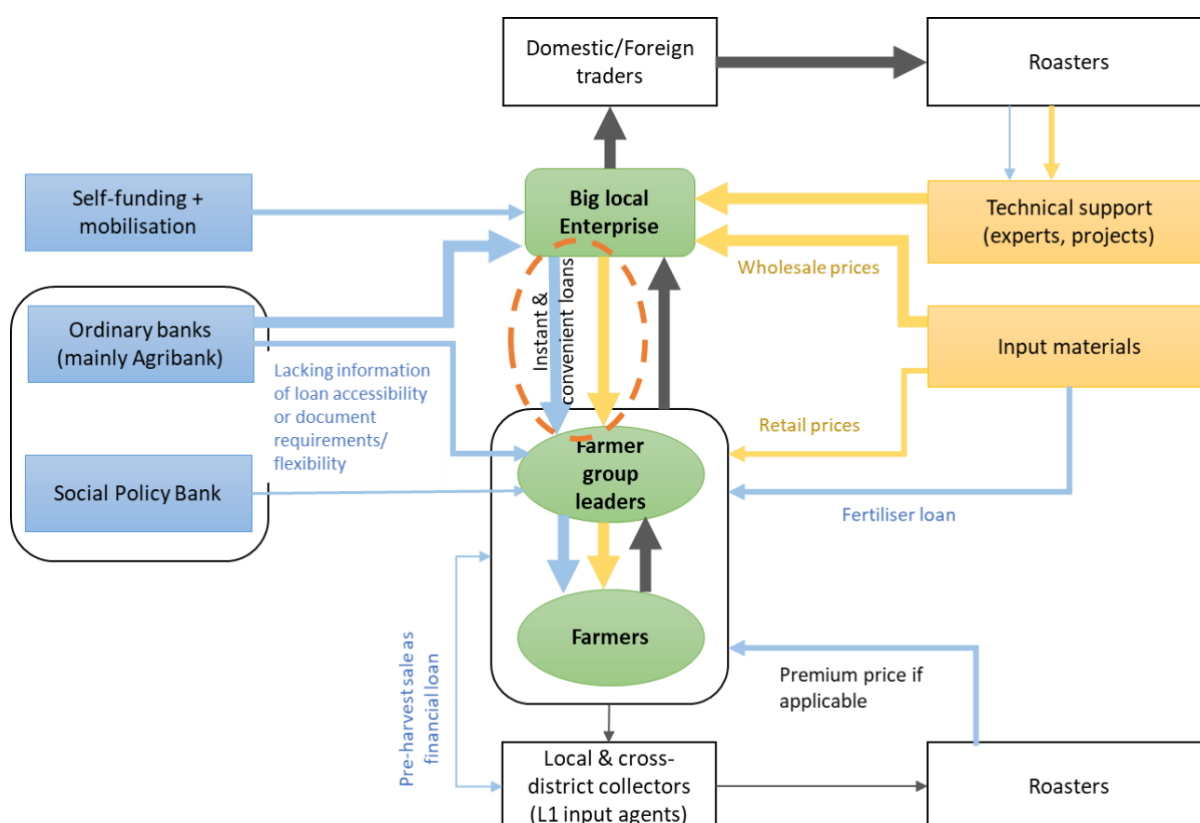 Domestic/Foreign
traders
Roasters
Self-funding +
mobilisation
Big local
Enterprise
Technical support
(experts, projects)
Wholesale prices
Ordinary banks
(mainly Agribank)
Instant &
convenient loans
Input materials
Lacking information
of loan accessibility
or document
requirements/
flexibility
Retail prices
Farmer
group
leaders
Social Policy Bank
Fertiliser loan
Farmers
Pre-harvest sale as
financial loan
Premium price if
applicable
Local & cross-
district collectors
(L1 input agents)
Roasters